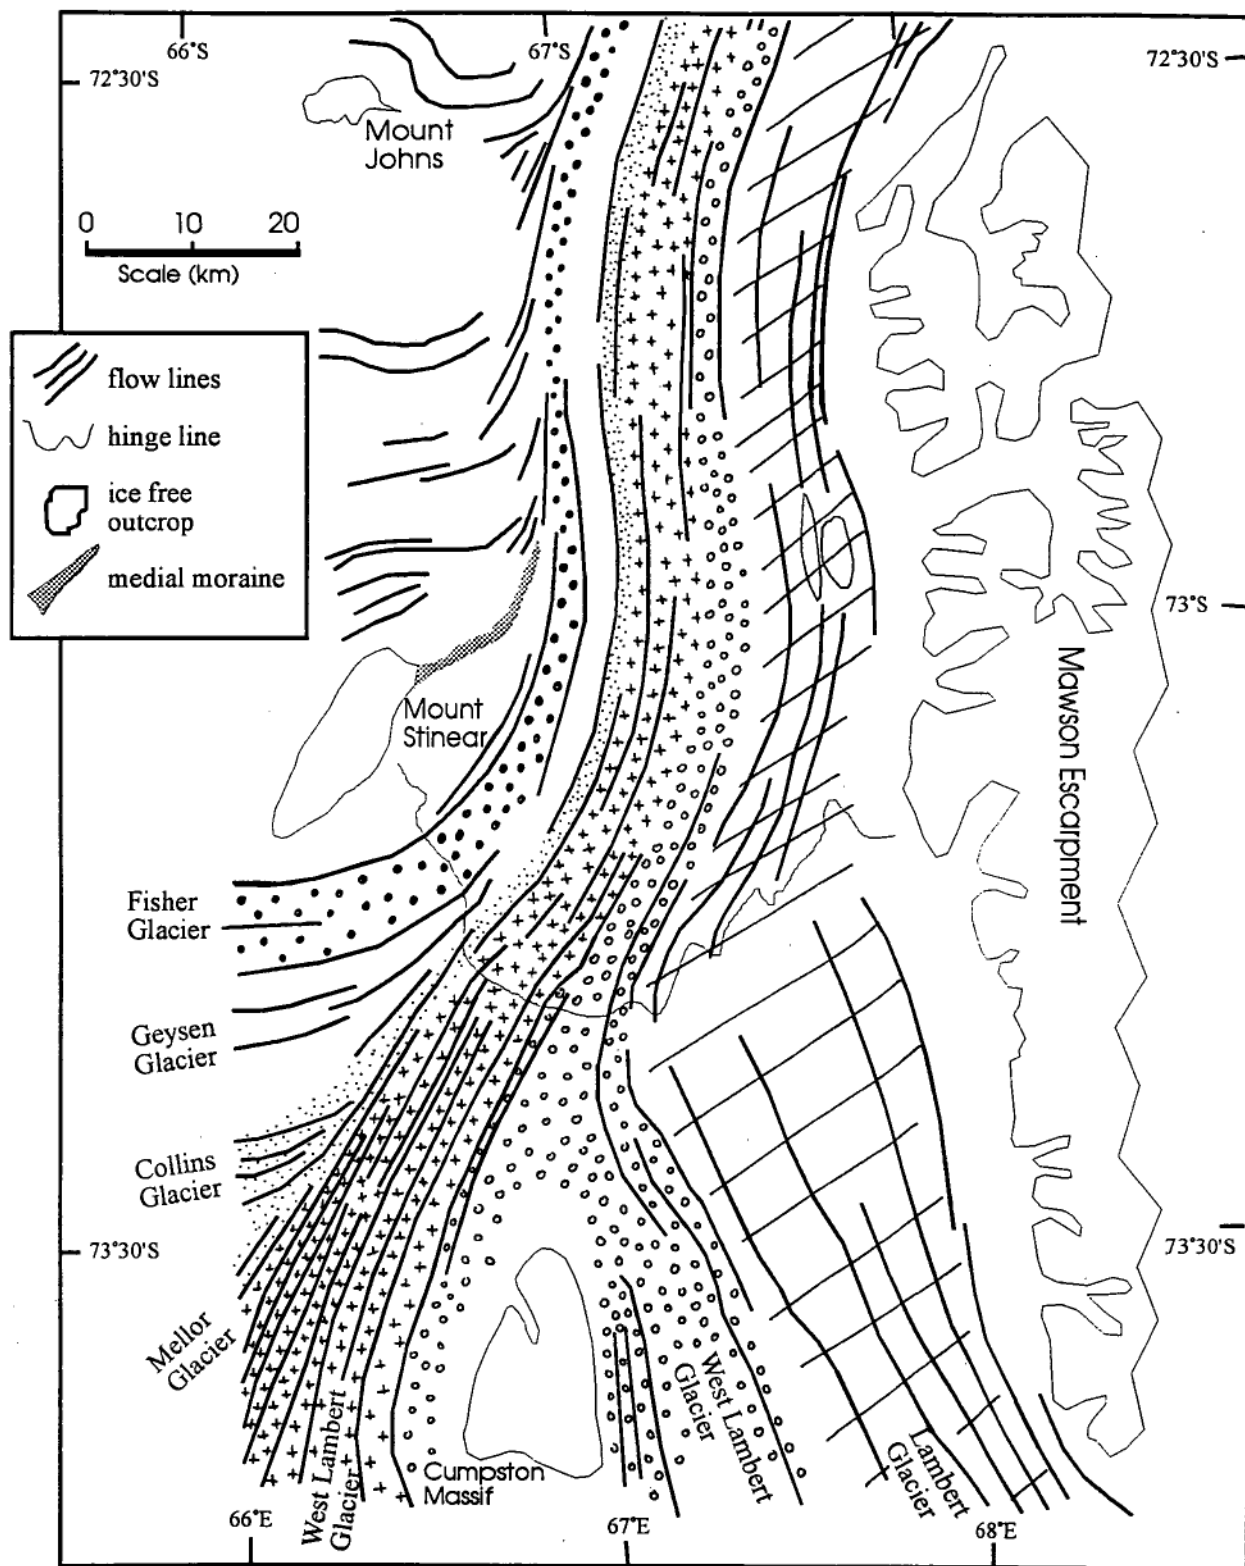 66°S
67°S
72°30'S
72°30'S
Mount
Johns
0 10 20
Scale (km)
flow lines
hinge line
ice free
outcrop
medial moraine
73°S
Mount
Stinear
Mawson Escarpment
Fisher
Glacier
Geysen
Glacier
Collins
Glacier
73°30'S
73°30'S
Mellor
Glacier
West Lambert
Glacier
Cumpston
Massif
West Lambert
Glacier
Lambert
Glacier
66°E
67°E
68°E